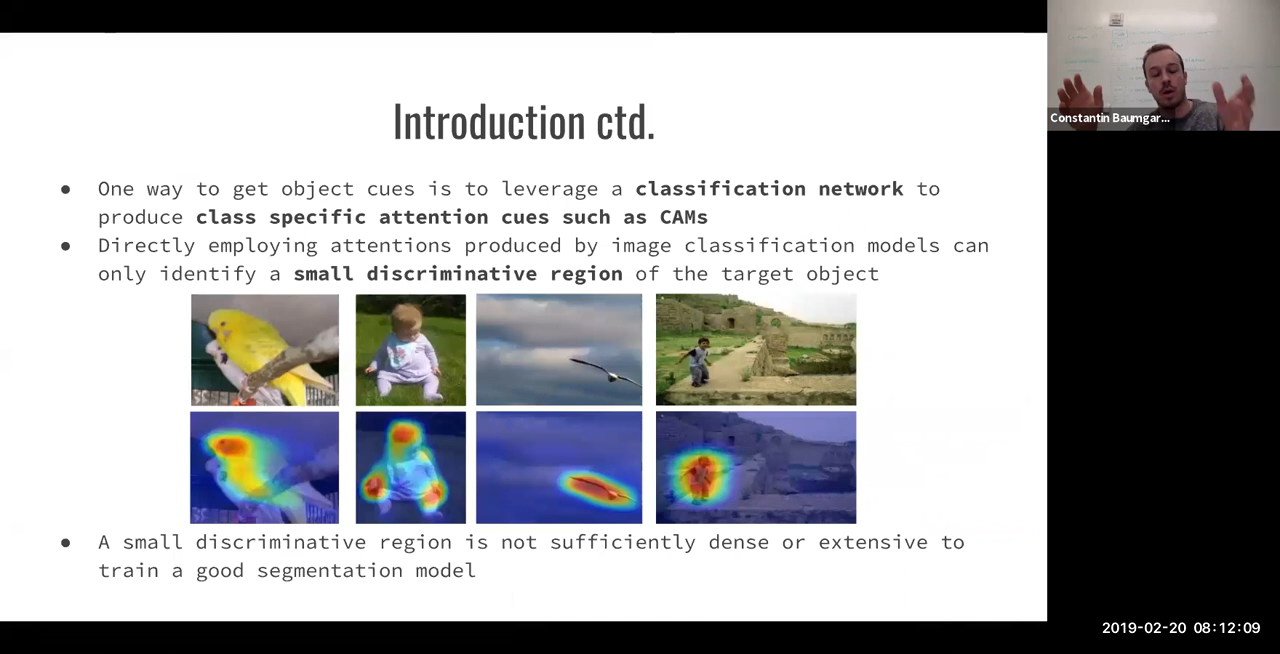 Introduction ctd.
● One way to get object cues is to leverage a classification network to
produce class specific attention cues such as CAMs
● Directly employing attentions produced by image classification models can
only identify a small discriminative region of the target object
● A small discriminative region is not sufficiently dense or extensive to
train a good segmentation model
Constantin Baumgar...
2019-02-20 08:12:09